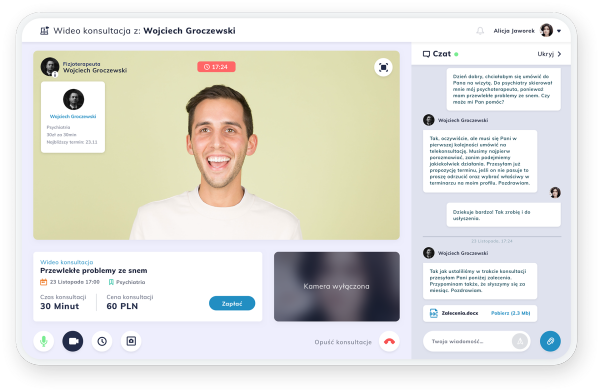 Wideo konsultacja z: Wojciech Groczewski
Alicja Jaworek
Fizjoterapeuta
Wojciech Groczewski
17:24
Wojciech Groczewski
Psychiatria
30zł za 30min
Najbliższy termin 23.11
Wideo konsultacja
Przewlekłe problemy ze snem
23 Listopada 17:00
Psychiatria
Czas konsultacji
30 Minut
Cena konsultacji
60 PLN
Zapłać
Kamera wyłączona
Opuść konsultacje
Czat
Ukryj
Dzień dobry, chciałabym się umówić do
Pana na wizytę. Do psychiatry skierował
mnie mój psychoterapeuta, ponieważ
mam przewlekłe problemy ze snem. Czy
może mi Pan pomóc?
Wojciech Groczewski
Tak, oczywiście, ale musi się Pani w
pierwszej kolejności umówić na
telekonsultację. Musimy najpierw
porozmawiać, zanim podejmiemy
jakiekolwiek działanie. Przesyłam już
propozycję terminu, jeśli on nie pasuje to
proszę odrzucić oraz wybrać właściwy w
terminarzu na moim profilu. Pozdrawiam.
Dziękuje bardzo! Tak zrobię i do
usłyszenia.
23 Listopada, 17:24
Wojciech Groczewski
Tak jak ustaliliśmy w trakcie konsultacji
przesyłam Pani poniżej zalecenia.
Przypominam także, że słyszymy się za
miesiąc. Pozdrawiam.
Zalecenia.docx
Pobierz (2.3 Mb)
Twoja wiadomość...